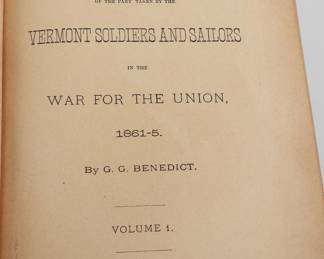 OF THE PART TAKEN BY THE
VERMONT SOLDIERS AND SAILORS
IN THE
WAR FOR THE UNION,
1861-5.
By G. G. BENEDICT.
VOLUME 1.